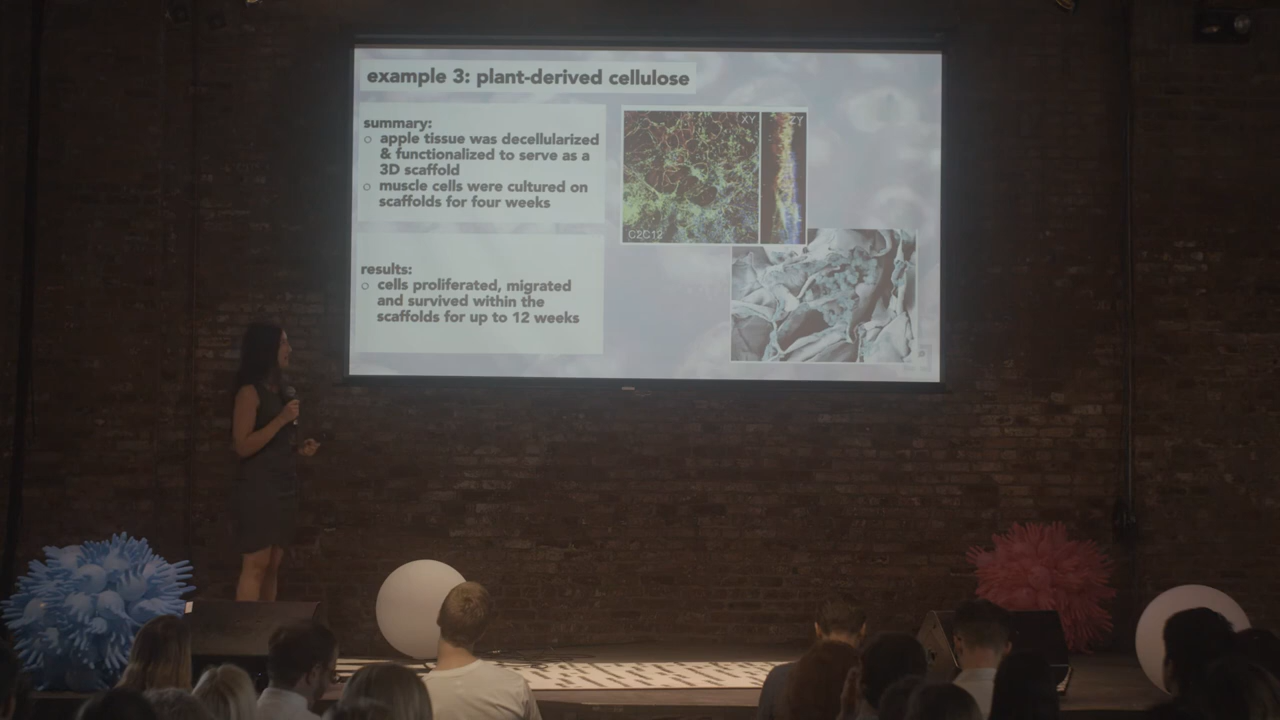 example 3: plant-derived cellulose
summary:
○ apple tissue was decellularized
& functionalized to serve as a
3D scaffold
○ muscle cells were cultured on
scaffolds for four weeks
results:
○ cells proliferated, migrated
and survived within the
scaffolds for up to 12 weeks
XY
ZY
C2C12